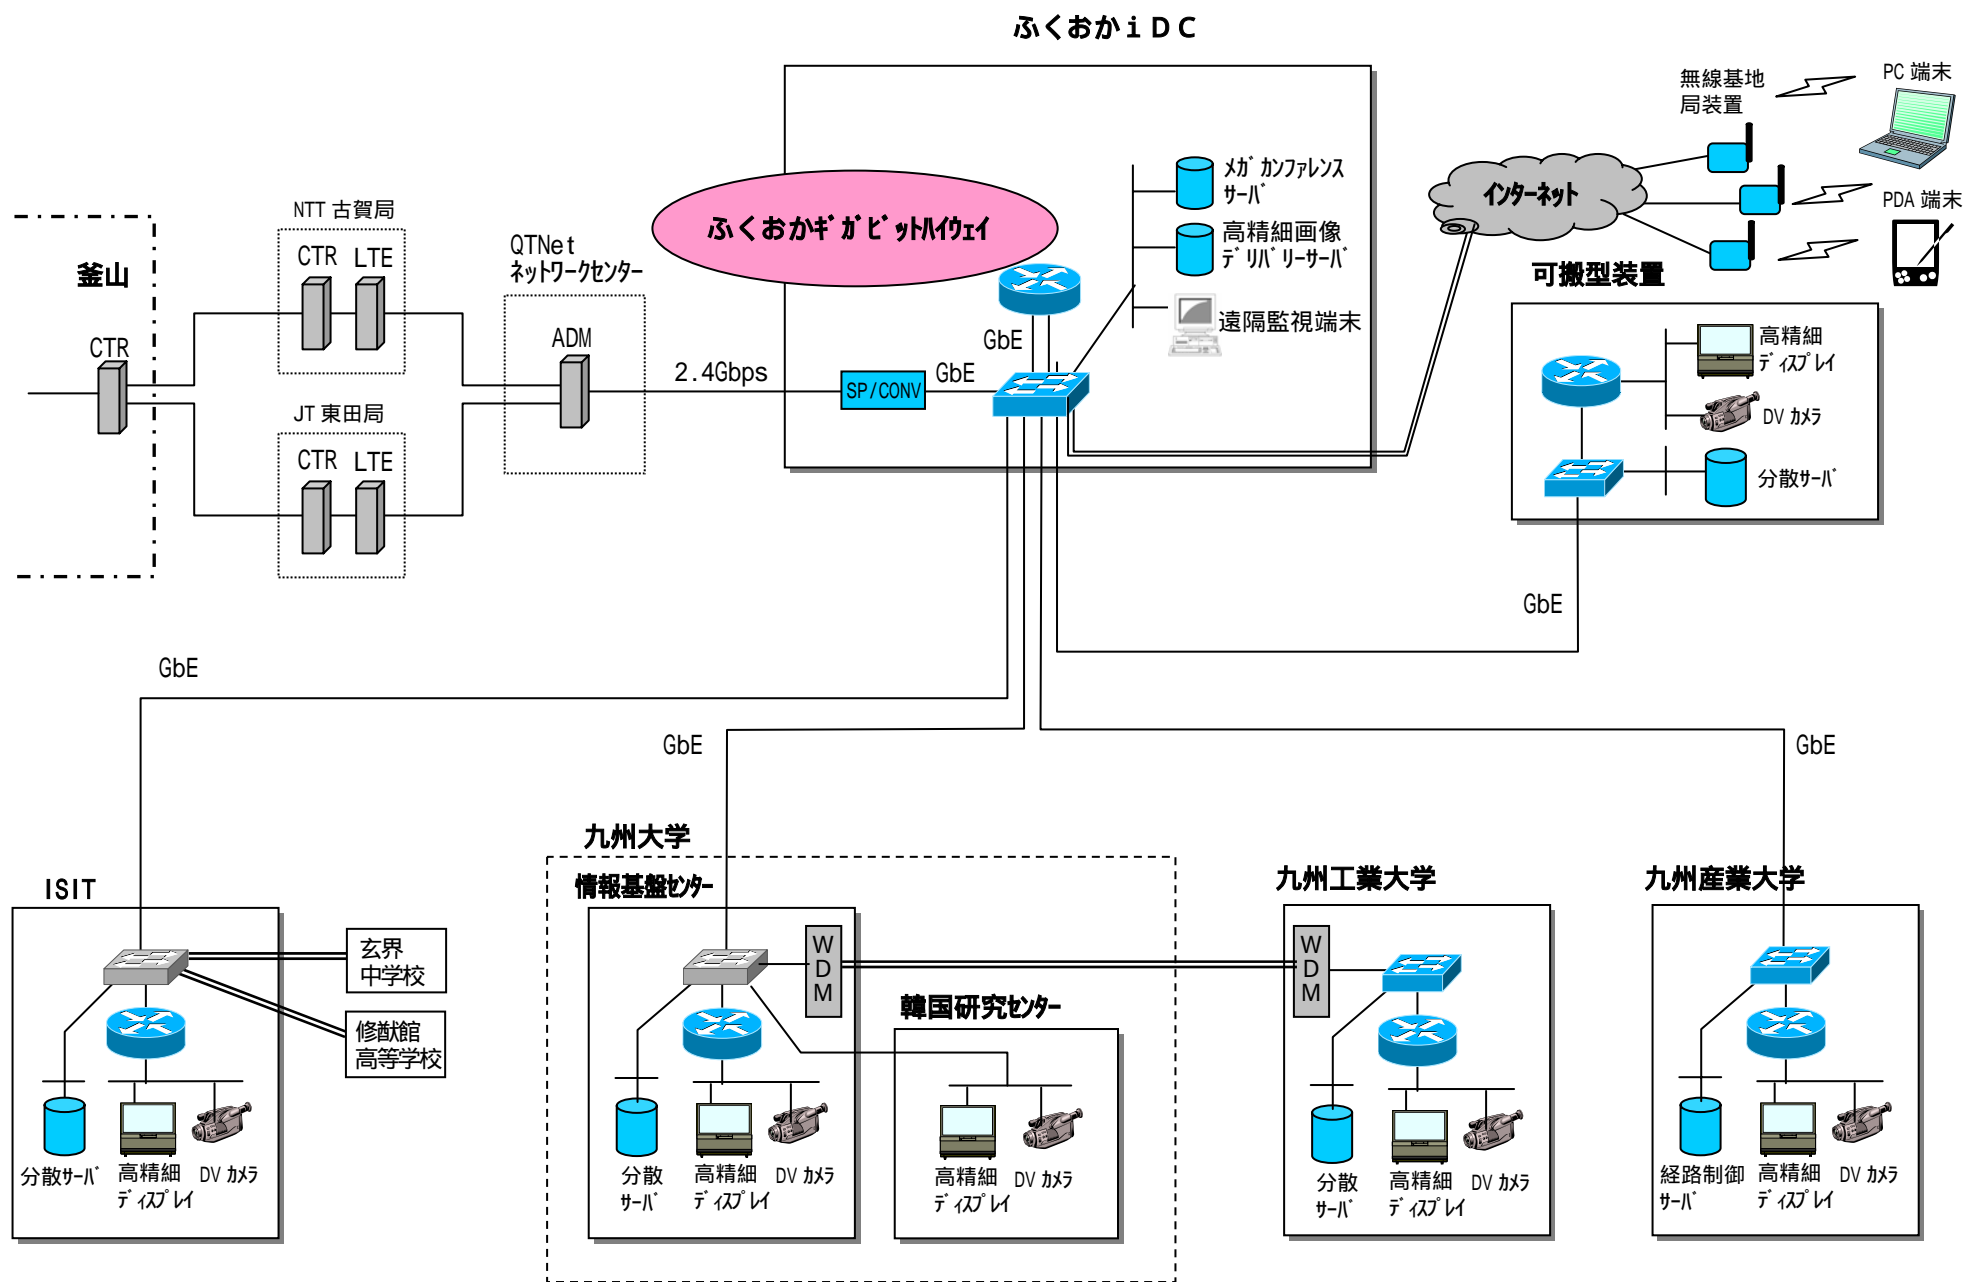 ふくおかｉＤＣ
無線基地
局装置
PC 端末
PDA 端末
インターネット
メガカンファレンス
サーバ
高精細画像
デリバリーサーバ
遠隔監視端末
ふくおかギガビットハイウェイ
GbE
GbE
SP/CONV
2.4Gbps
QTNet
ネットワークセンター
ADM
NTT 古賀局
CTR LTE
JT 東田局
CTR LTE
釜山
CTR
可搬型装置
高精細
ディスプレイ
DV カメラ
分散サーバ
GbE
GbE
GbE
GbE
ISIT
玄界
中学校
修猷館
高等学校
分散サーバ
高精細
ディスプレイ
DV カメラ
九州大学
情報基盤センター
WDM
分散
サーバ
高精細
ディスプレイ
DV カメラ
韓国研究センター
高精細
ディスプレイ
DV カメラ
九州工業大学
WDM
分散
サーバ
高精細
ディスプレイ
DV カメラ
九州産業大学
経路制御
サーバ
高精細
ディスプレイ
DV カメラ